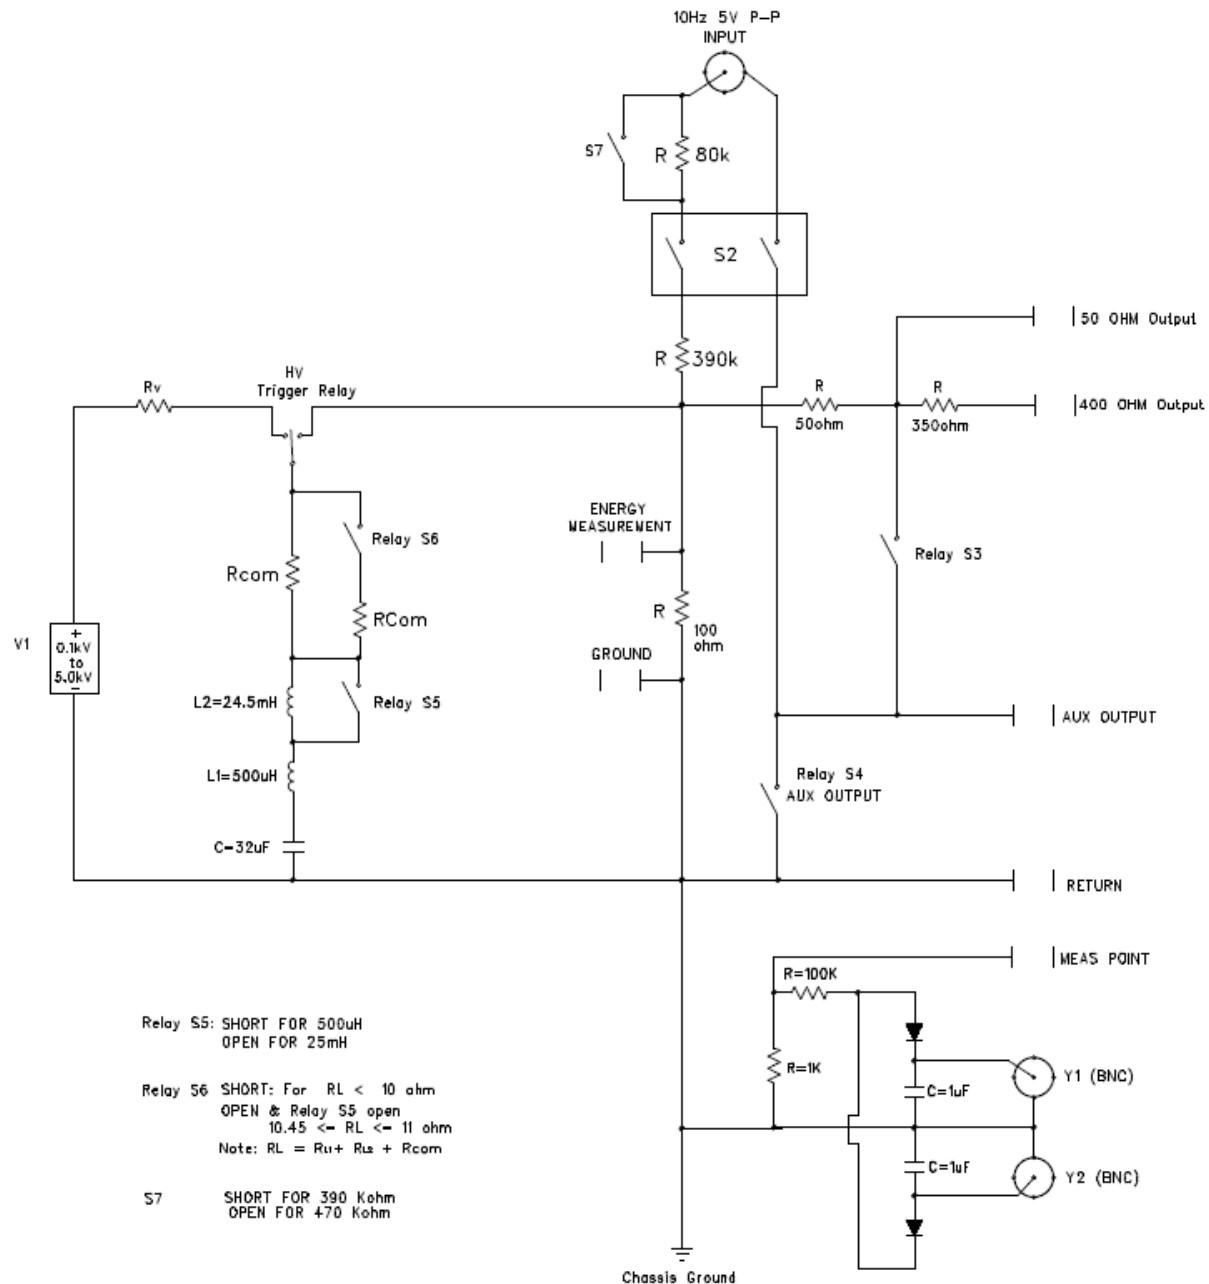 10Hz 5V P-P
INPUT
S7
R 80k
S2
50 OHM Output
R 390k
HV
Trigger Relay
Rv
R
50ohm
R
350ohm
400 OHM Output
ENERGY
MEASUREMENT
Relay S6
Relay S3
Rcom
RCom
R
100
ohm
V1
+
0.1kV
to
5.0kV
-
GROUND
L2=24.5mH
Relay S5
AUX OUTPUT
L1=500uH
Relay S4
AUX OUTPUT
C-32uF
RETURN
MEAS POINT
R=100K
R=1K
C=1uF
Y1 (BNC)
C=1uF
Y2 (BNC)
Relay S5: SHORT FOR 500uH
OPEN FOR 25mH
Relay S6 SHORT: For RL < 10 ohm
OPEN & Relay S5 open
10.45 <- RL <- 11 ohm
Note: RL = RL1+ RL2 + Rcom
S7 SHORT FOR 390 Kohm
OPEN FOR 470 Kohm
Chassis Ground